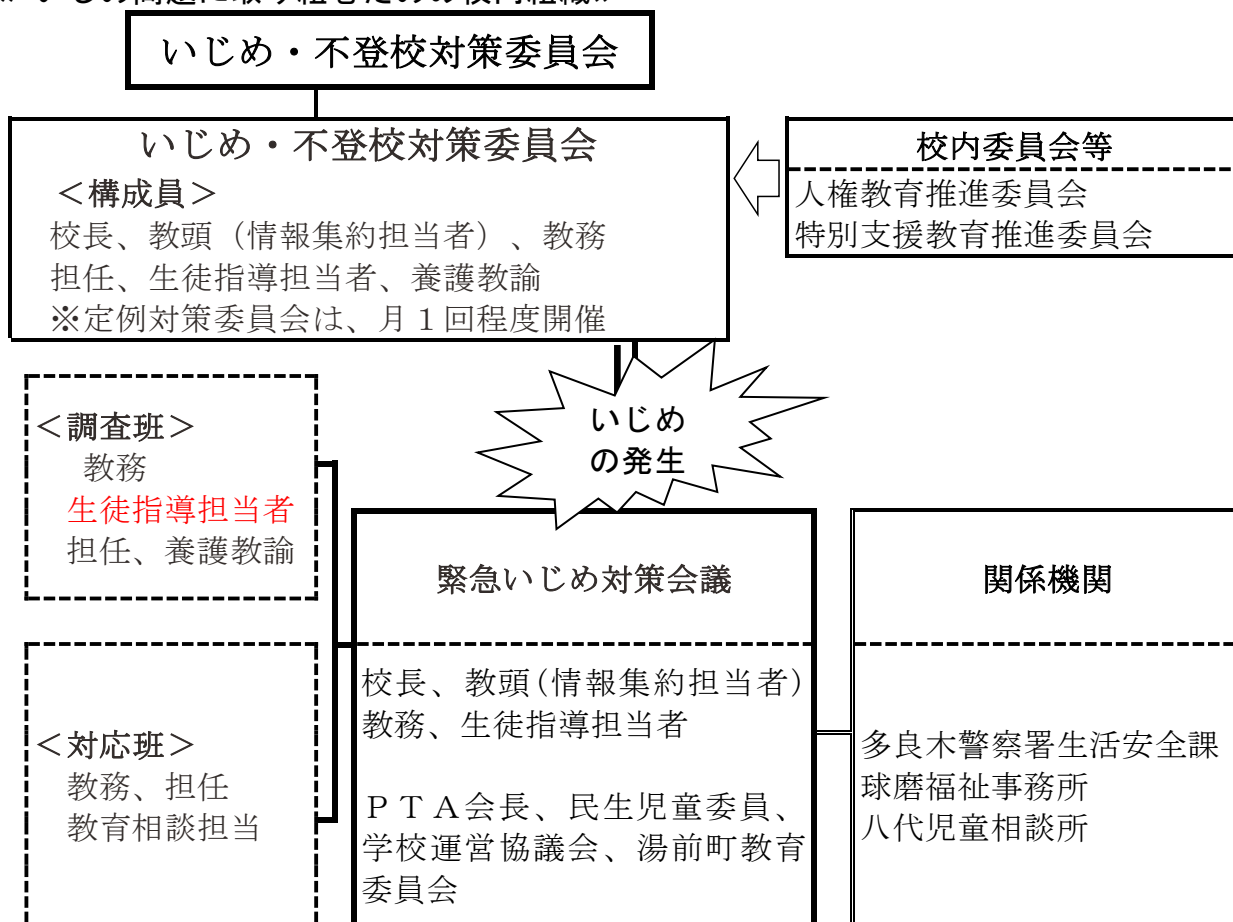 いじめ・不登校対策委員会
いじめ・不登校対策委員会
＜構成員＞
校長、教頭（情報集約担当者）、教務
担任、生徒指導担当者、養護教諭
※定例対策委員会は、月１回程度開催
校内委員会等
人権教育推進委員会
特別支援教育推進委員会
いじめ
の発生
＜調査班＞
教務
生徒指導担当者
担任、養護教諭
＜対応班＞
教務、担任
教育相談担当
緊急いじめ対策会議
校長、教頭（情報集約担当者）
教務、生徒指導担当者
ＰＴＡ会長、民生児童委員、
学校運営協議会、湯前町教育
委員会
関係機関
多良木警察署生活安全課
球磨福祉事務所
八代児童相談所